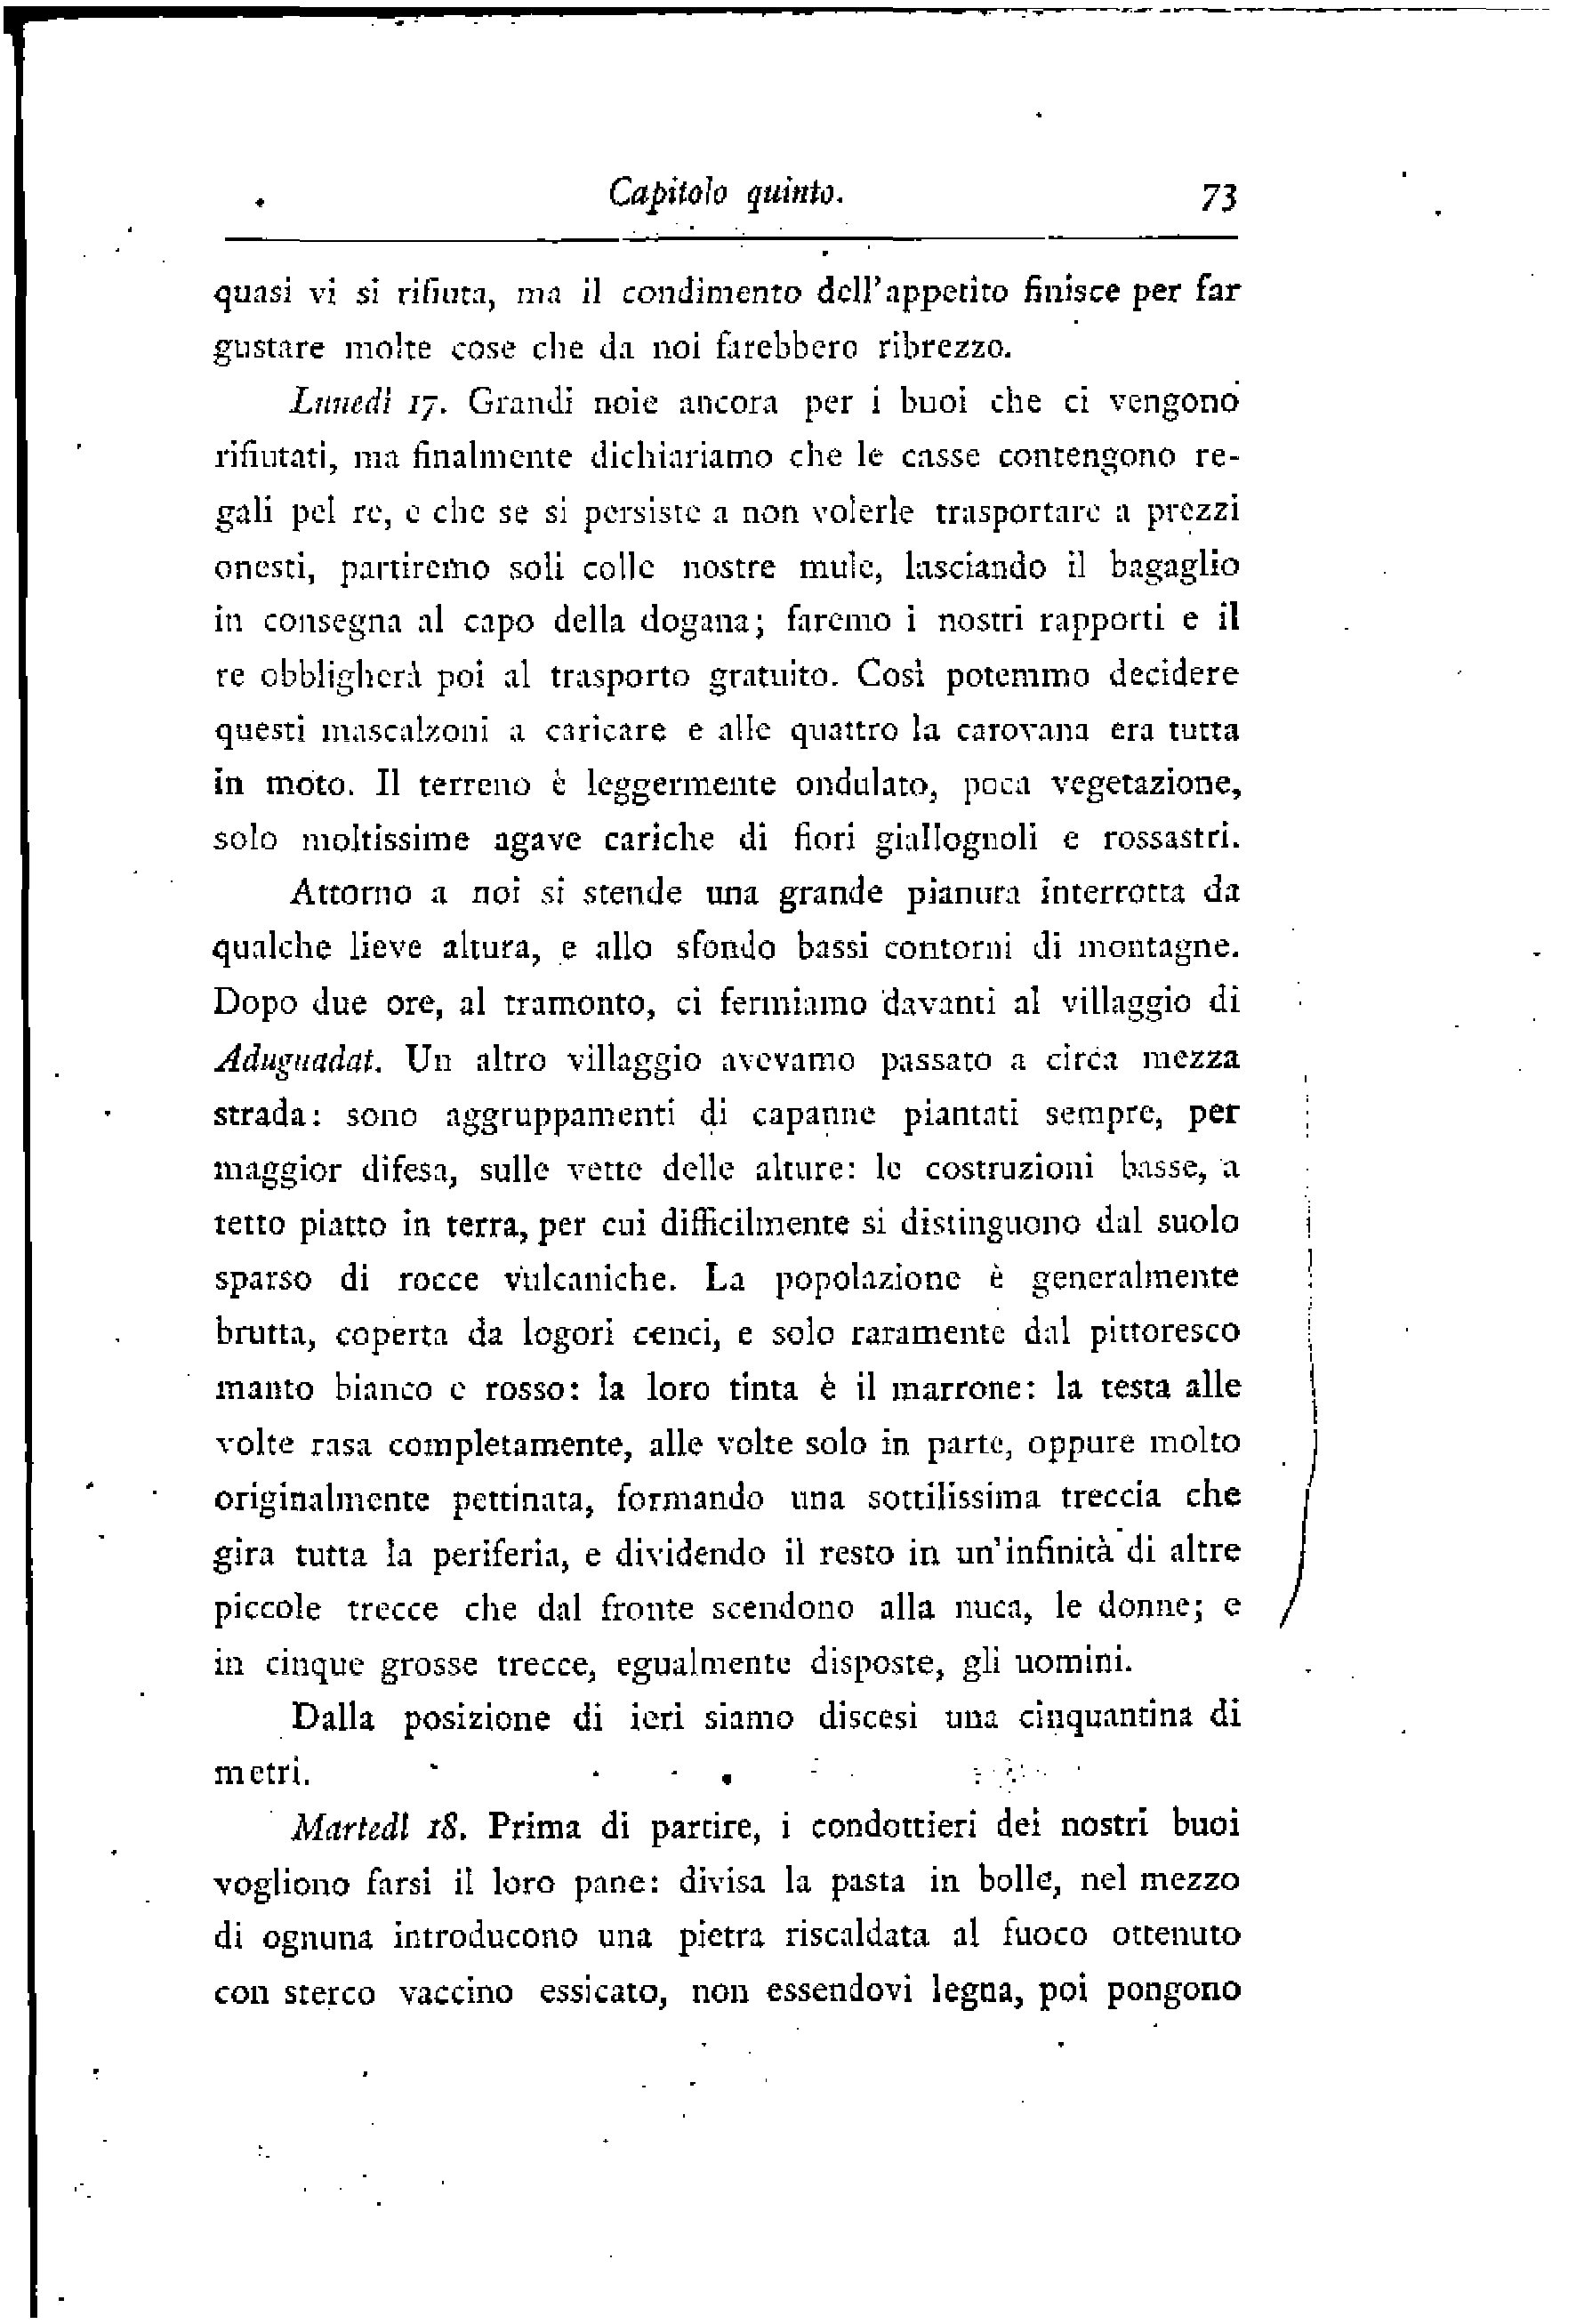 Capitolo quinto. 73
quasi vi si rifiuta, ma il condimento dell'appetito finisce per far
gustare molte cose che da noi farebbero ribrezzo.
Lunedì 17. Grandi noie ancora per i buoi che ci vengono
rifiutati, ma finalmente dichiariamo che le casse contengono re-
gali pel re, e che se si persiste a non volerle trasportare a prezzi
onesti, partiremo soli colle nostre mule, lasciando il bagaglio
in consegna al capo della dogana; faremo i nostri rapporti e il
re obbligherà poi al trasporto gratuito. Così potemmo decidere
questi mascalzoni a caricare e alle quattro la carovana era tutta
in moto. Il terreno è leggermente ondulato, poca vegetazione,
solo moltissime agave cariche di fiori giallognoli e rossastri.
Attorno a noi si stende una grande pianura interrotta da
qualche lieve altura, e allo sfondo bassi contorni di montagne.
Dopo due ore, al tramonto, ci fermiamo davanti al villaggio di
Aduguadat. Un altro villaggio avevamo passato a circa mezza
strada: sono aggruppamenti di capanne piantati sempre, per
maggior difesa, sulle vette delle alture: le costruzioni basse, a
tetto piatto in terra, per cui difficilmente si distinguono dal suolo
sparso di rocce vulcaniche. La popolazione è generalmente
brutta, coperta da logori cenci, e solo raramente dal pittoresco
manto bianco e rosso: la loro tinta è il marrone: la testa alle
volte rasa completamente, alle volte solo in parte, oppure molto
originalmente pettinata, formando una sottilissima treccia che
gira tutta la periferia, e dividendo il resto in un'infinità di altre
piccole trecce che dal fronte scendono alla nuca, le donne; e
in cinque grosse trecce, egualmente disposte, gli uomini.
Dalla posizione di ieri siamo discesi una cinquantina di
metri.
Martedì 18. Prima di partire, i condottieri dei nostri buoi
vogliono farsi il loro pane: divisa la pasta in bolle, nel mezzo
di ognuna introducono una pietra riscaldata al fuoco ottenuto
con sterco vaccino essicato, non essendovi legna, poi pongono